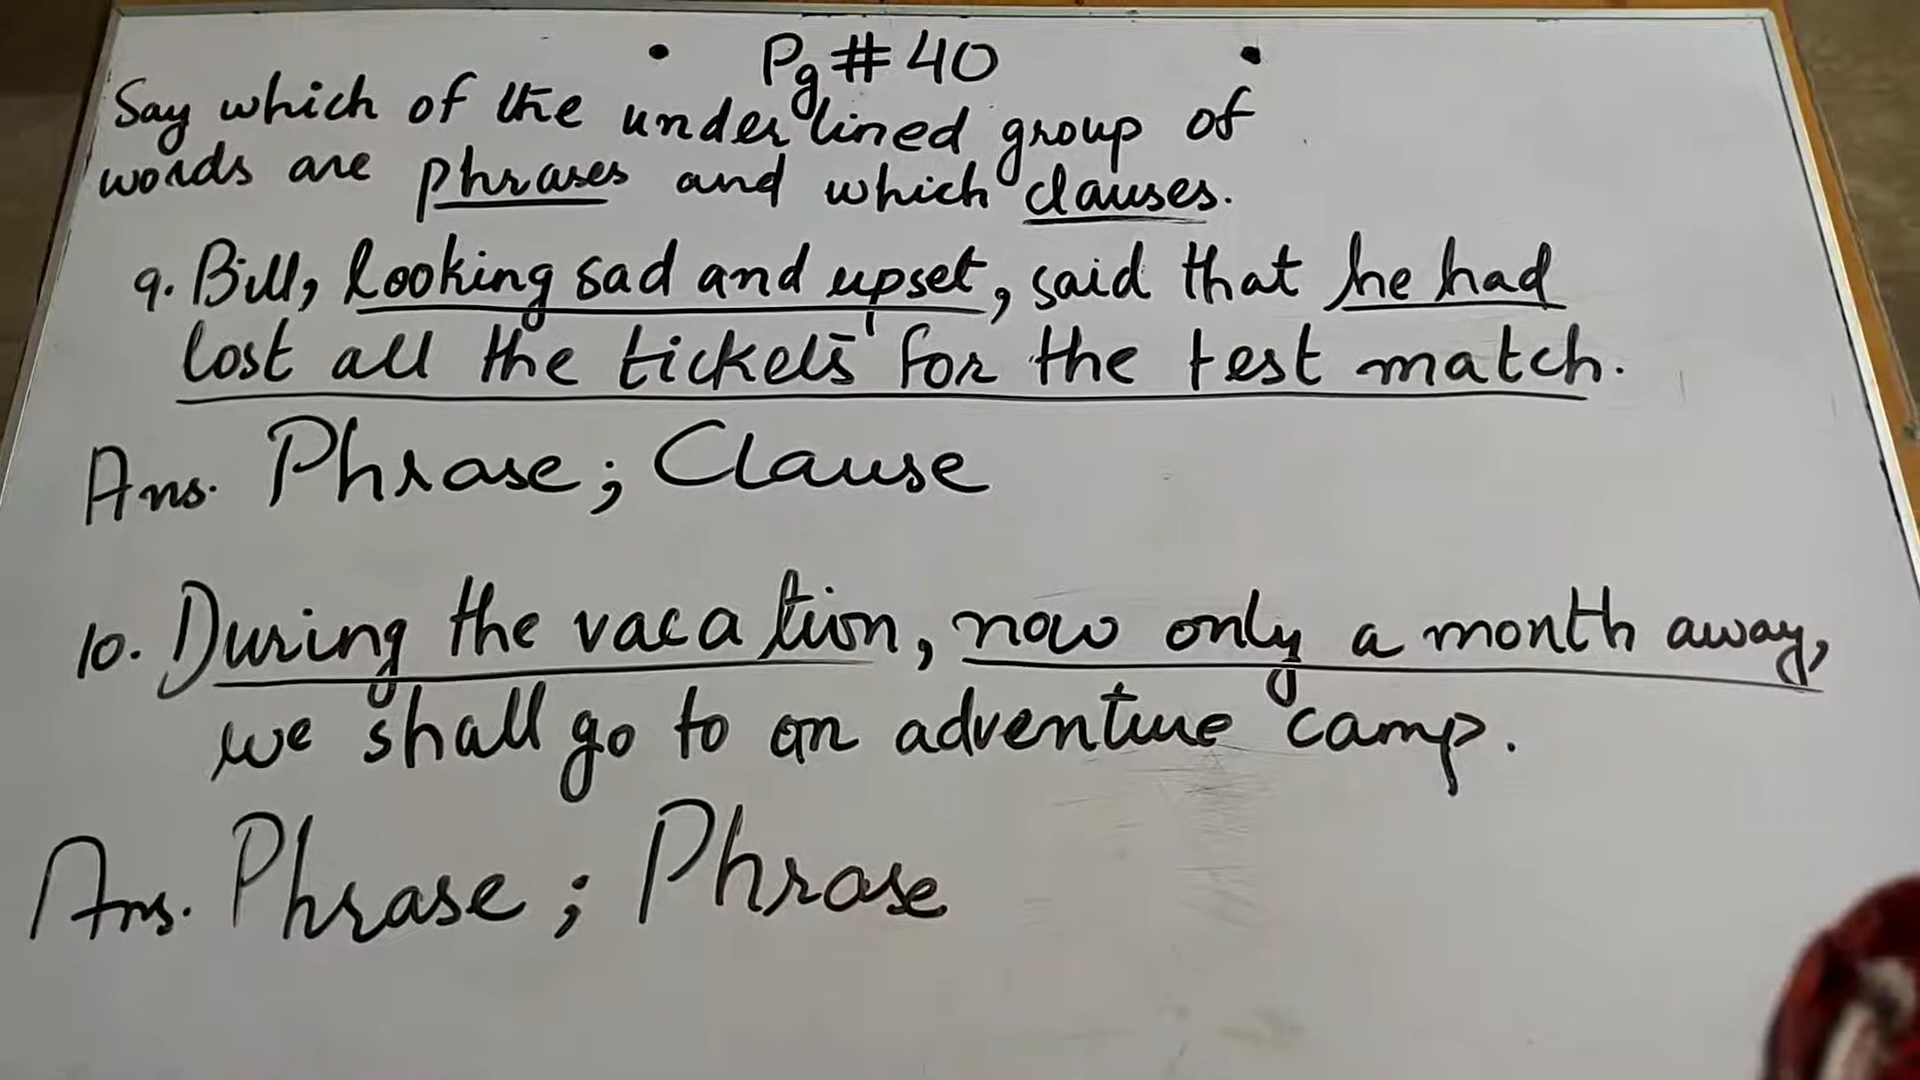 Pg # 40
Say which of the underlined group of
words are phrases and which clauses.
9. Bill, looking sad and upset, said that he had
lost all the tickets for the test match.
Ans. Phrase; Clause
10. During the vacation, now only a month away,
we shall go to an adventure camp.
Ans. Phrase; Phrase